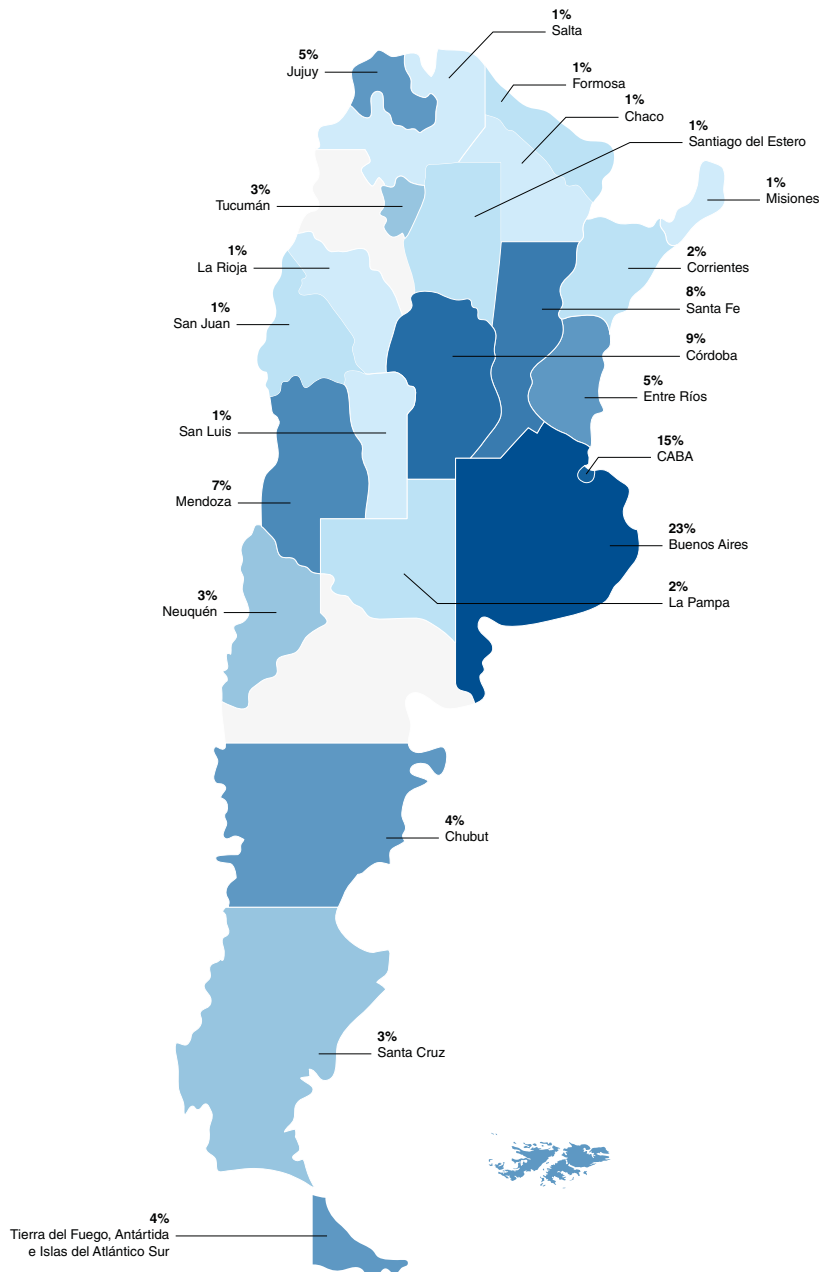 1%
Salta
5%
Jujuy
1%
Formosa
1%
Chaco
1%
Santiago del Estero
3%
Tucumán
1%
Misiones
1%
La Rioja
2%
Corrientes
1%
San Juan
8%
Santa Fe
9%
Córdoba
5%
Entre Ríos
1%
San Luis
15%
CABA
7%
Mendoza
23%
Buenos Aires
3%
Neuquén
2%
La Pampa
4%
Chubut
3%
Santa Cruz
4%
Tierra del Fuego, Antártida
e Islas del Atlántico Sur